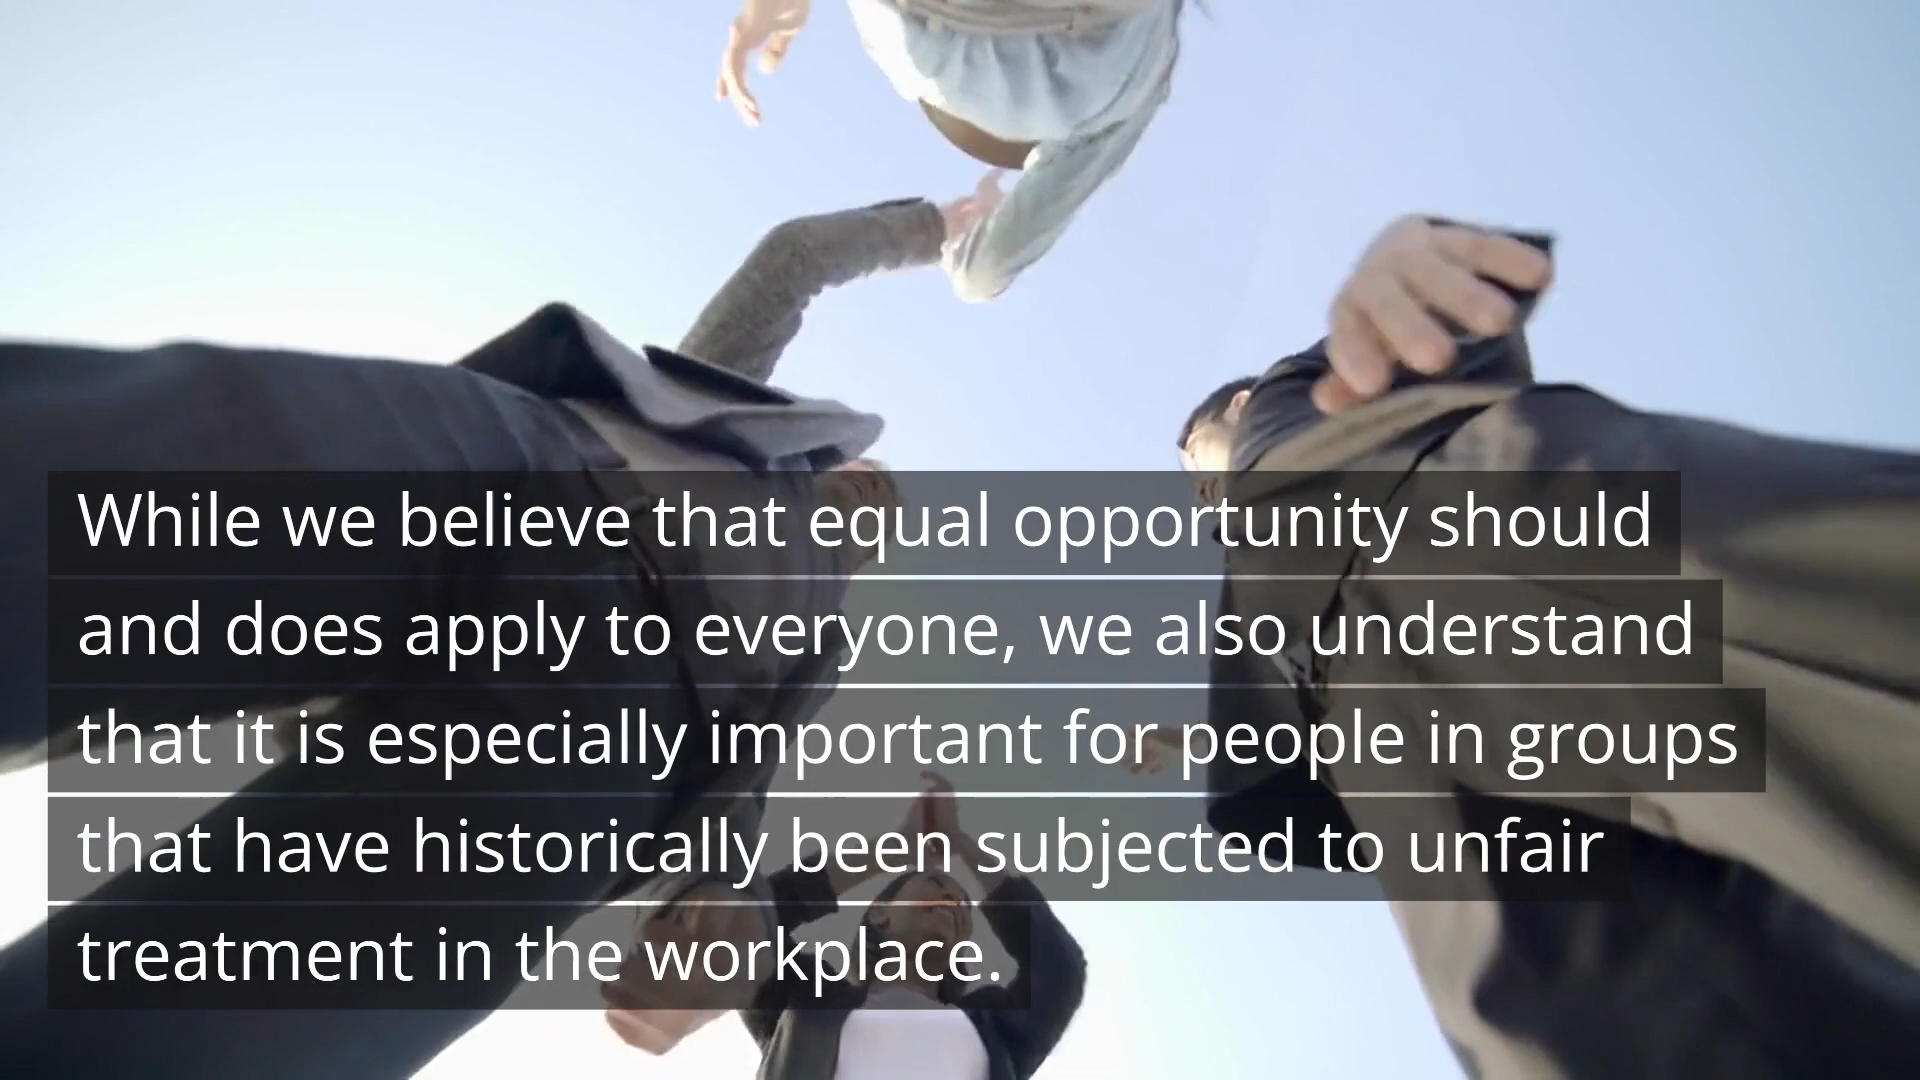 While we believe that equal opportunity should
and does apply to everyone, we also understand
that it is especially important for people in groups
that have historically been subjected to unfair
treatment in the workplace.